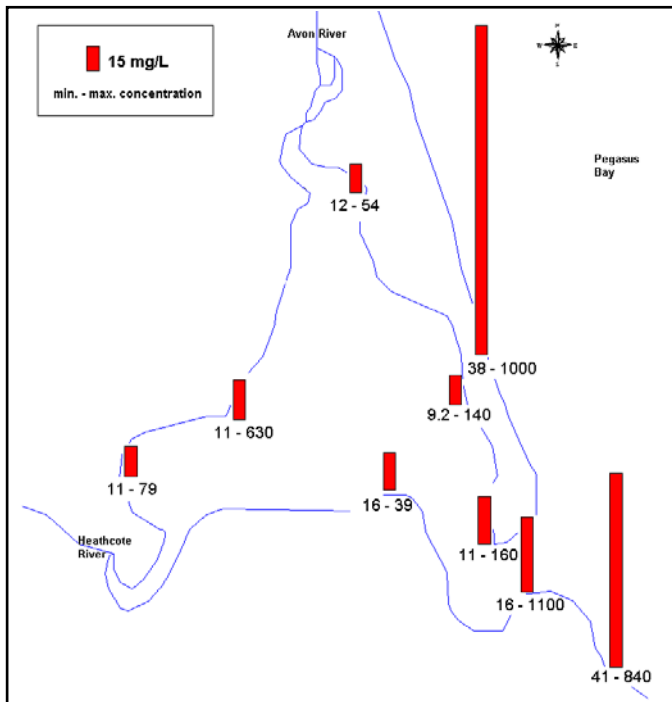 Avon River
15 mg/L
min. - max. concentration
N
W
E
Pegasus
Bay
12 - 54
38 - 1000
9.2 - 140
11 - 630
11 - 79
16 - 39
Heathcote
River
11 - 160
16 - 1100
41 - 840